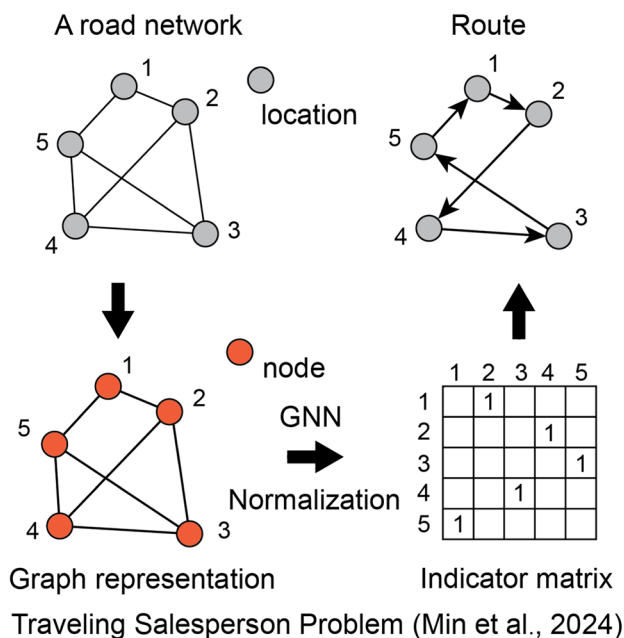 A road network
Route
1
2
5
4
3
location
1
2
5
4
3
node
1
2
5
4
3
GNN
Normalization
1 2 3 4 5
1 1
2 1
3 1
4 1
5 1
Graph representation
Indicator matrix
Traveling Salesperson Problem (Min et al., 2024)